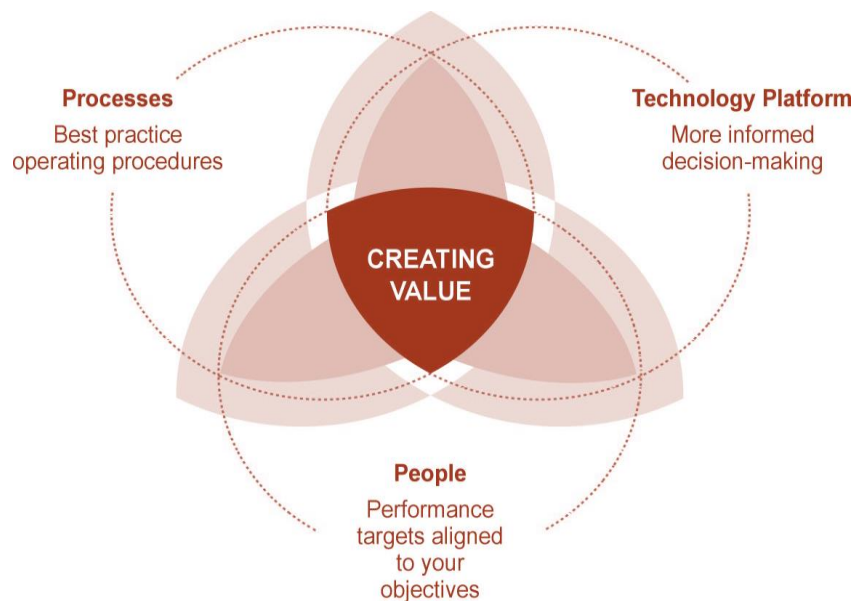 Processes
Best practice
operating procedures
Technology Platform
More informed
decision-making
CREATING
VALUE
People
Performance
targets aligned
to your
objectives